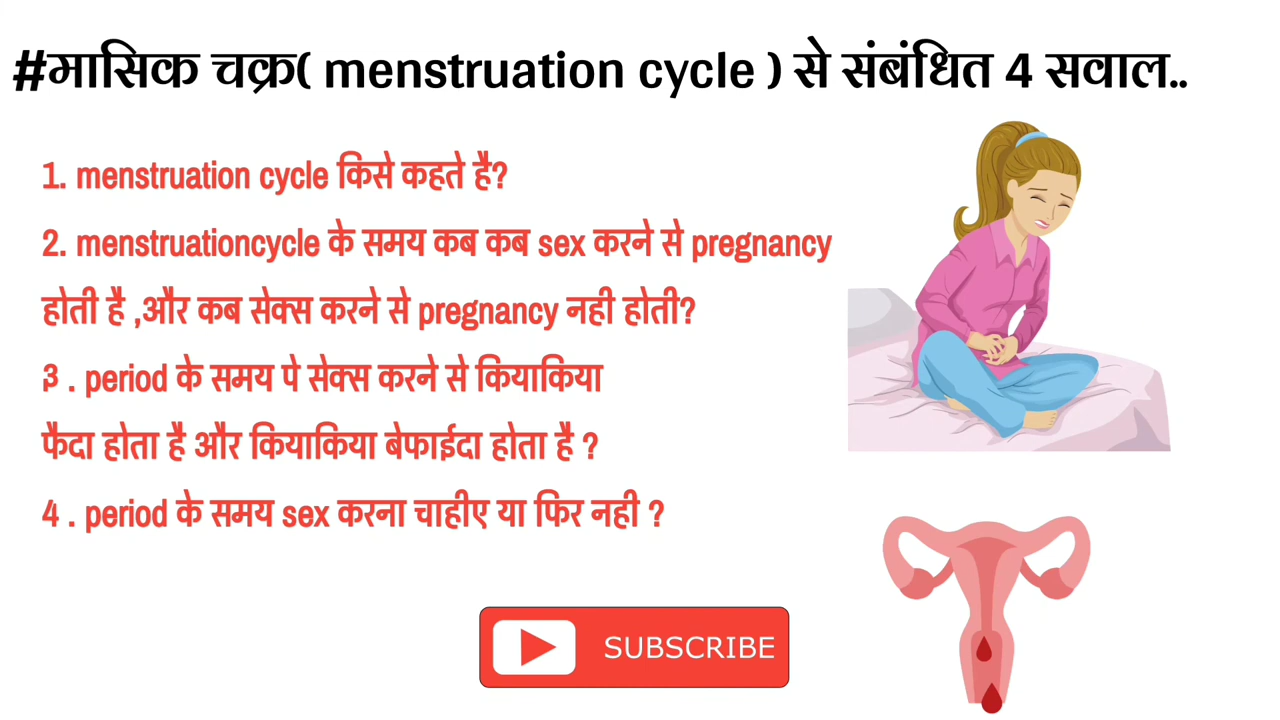 #मासिक चक्र( menstruation cycle ) से संबंधित 4 सवाल..
1. menstruation cycle किसे कहते है?
2. menstruationcycle के समय कब कब sex करने से pregnancy
होती है ,और कब सेक्स करने से pregnancy नही होती?
3 . period के समय पे सेक्स करने से कियाकिया
फैदा होता है और कियाकिया बेफाईदा होता है ?
4 . period के समय sex करना चाहीए या फिर नही ?
SUBSCRIBE